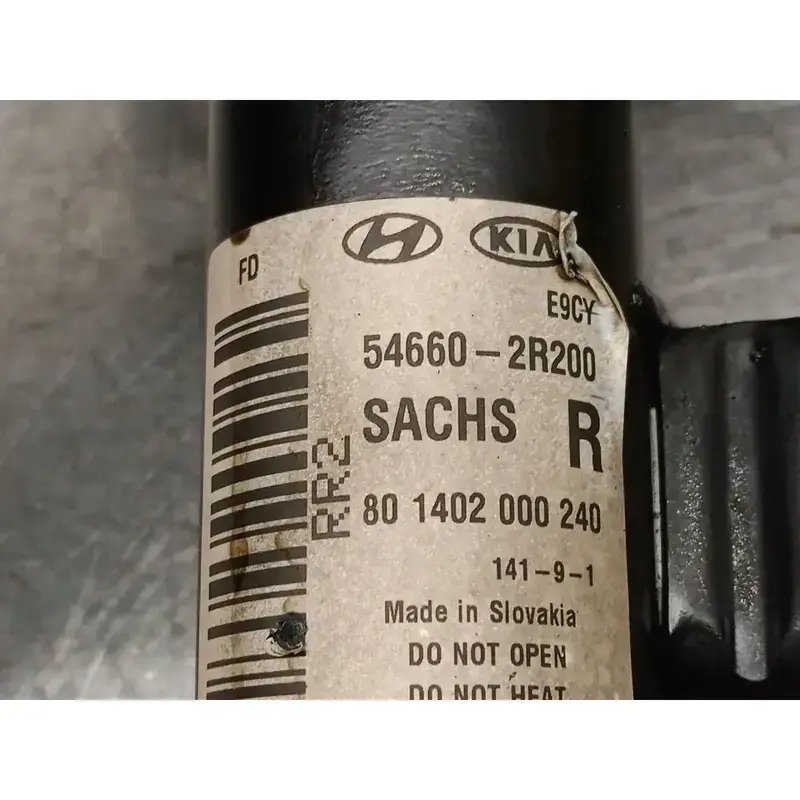 KIA
FD
E9CY
54660-2R200
SACHS R
RR2
80 1402 000 240
141-9-1
Made in Slovakia
DO NOT OPEN
DO NOT HEAT